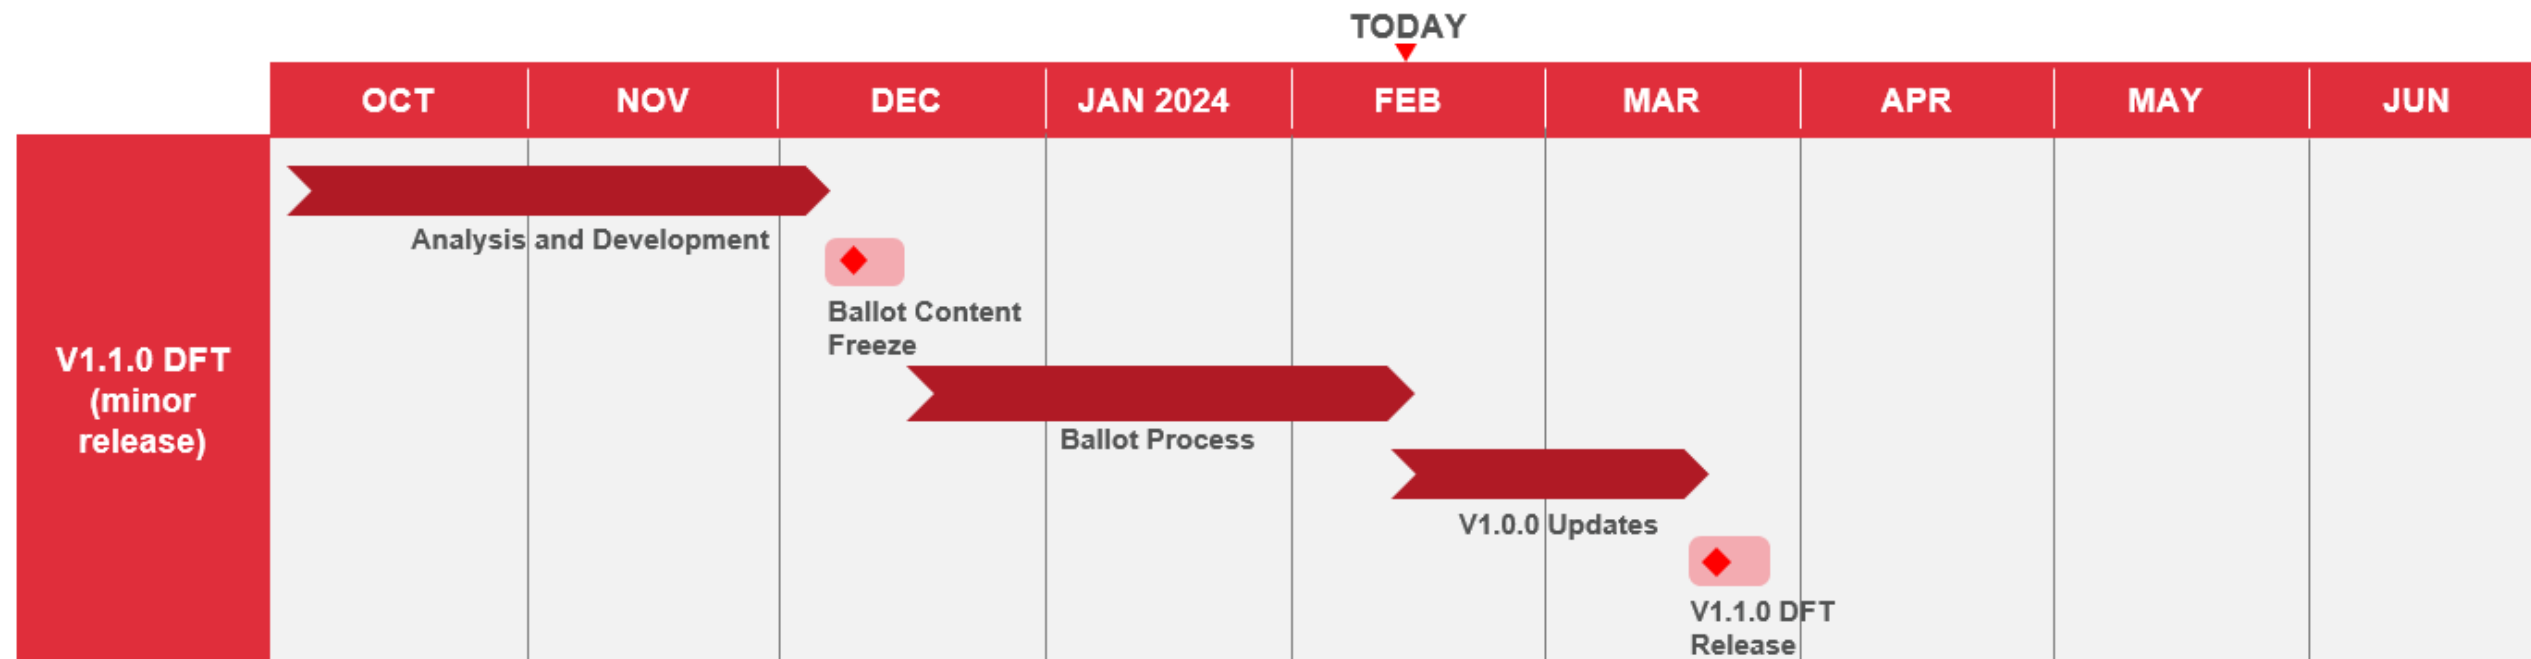 TODAY
OCT NOV DEC JAN 2024 FEB MAR APR MAY JUN
V1.1.0 DFT
(minor
release)
Analysis and Development
Ballot Content
Freeze
Ballot Process
V1.0.0 Updates
V1.1.0 DFT
Release